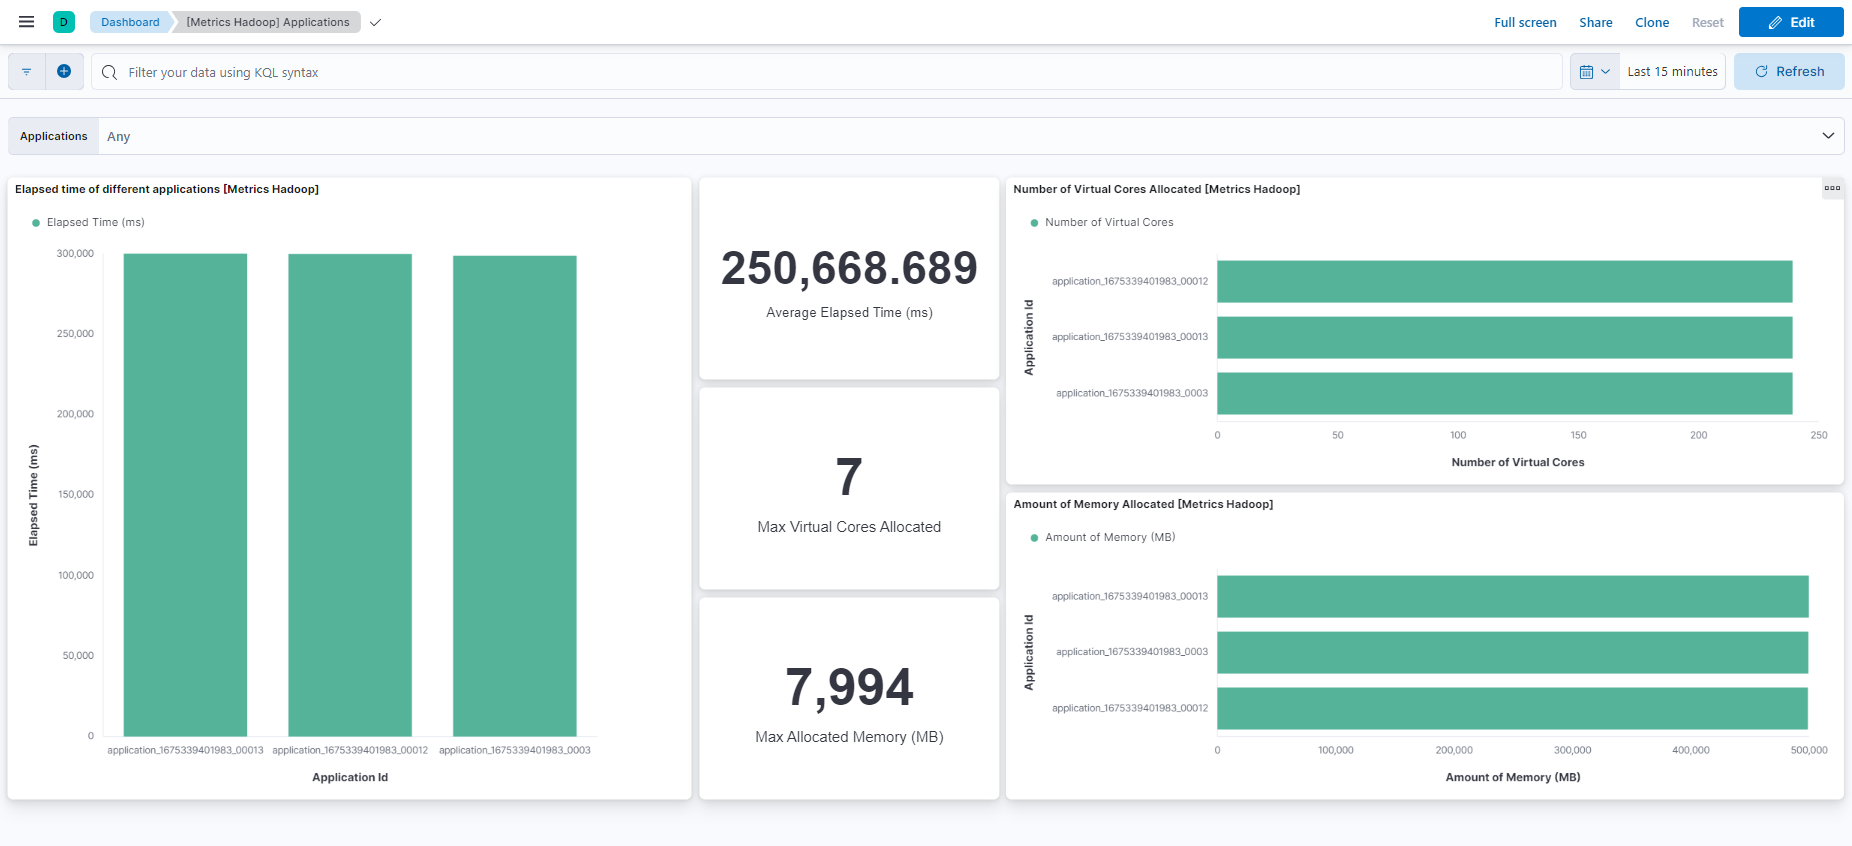 D
Dashboard
[Metrics Hadoop] Applications
Full screen
Share
Clone
Reset
Edit
Filter your data using KQL syntax
Last 15 minutes
Refresh
Applications
Any
Elapsed time of different applications [Metrics Hadoop]
Elapsed Time (ms)
300,000
250,000
200,000
150,000
100,000
50,000
0
Elapsed Time (ms)
application_1675339401983_00013
application_1675339401983_00012
application_1675339401983_0003
Application Id
250,668.689
Average Elapsed Time (ms)
7
Max Virtual Cores Allocated
7,994
Max Allocated Memory (MB)
Number of Virtual Cores Allocated [Metrics Hadoop]
Number of Virtual Cores
Application Id
application_1675339401983_00012
application_1675339401983_00013
application_1675339401983_0003
0
50
100
150
200
250
Number of Virtual Cores
Amount of Memory Allocated [Metrics Hadoop]
Amount of Memory (MB)
Application Id
application_1675339401983_00013
application_1675339401983_0003
application_1675339401983_00012
0
100,000
200,000
300,000
400,000
500,000
Amount of Memory (MB)